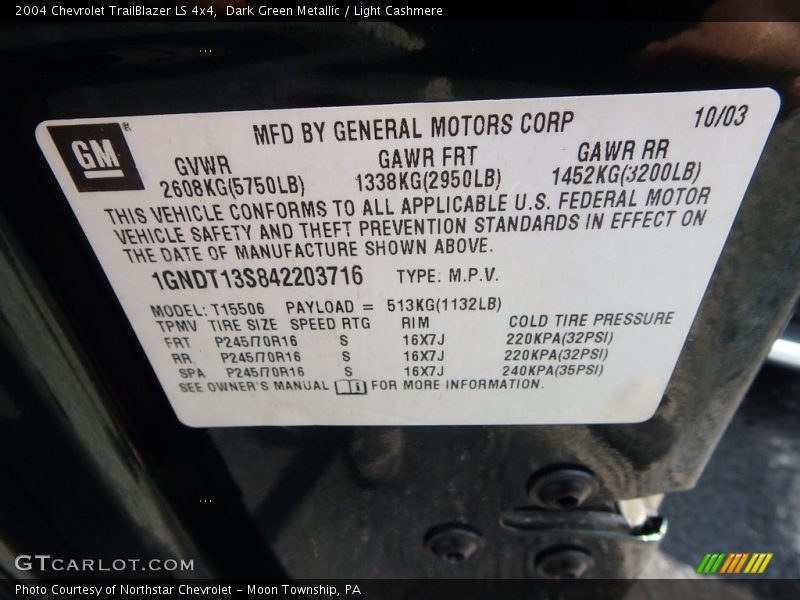 2004 Chevrolet TrailBlazer LS 4x4, Dark Green Metallic / Light Cashmere
GM®
MFD BY GENERAL MOTORS CORP
10/03
GVWR GAWR FRT GAWR RR
2608KG(5750LB) 1338KG(2950LB) 1452KG(3200LB)
THIS VEHICLE CONFORMS TO ALL APPLICABLE U.S. FEDERAL MOTOR
VEHICLE SAFETY AND THEFT PREVENTION STANDARDS IN EFFECT ON
THE DATE OF MANUFACTURE SHOWN ABOVE.
1GNDT13S842203716 TYPE: M.P.V.
MODEL: T15506 PAYLOAD = 513KG(1132LB)
TPMV TIRE SIZE SPEED RTG RIM COLD TIRE PRESSURE
FRT P245/70R16 S 16X7J 220KPA(32PSI)
RR P245/70R16 S 16X7J 220KPA(32PSI)
SPA P245/70R16 S 16X7J 240KPA(35PSI)
SEE OWNER'S MANUAL i FOR MORE INFORMATION.
GTCARLOT.COM
Photo Courtesy of Northstar Chevrolet - Moon Township, PA